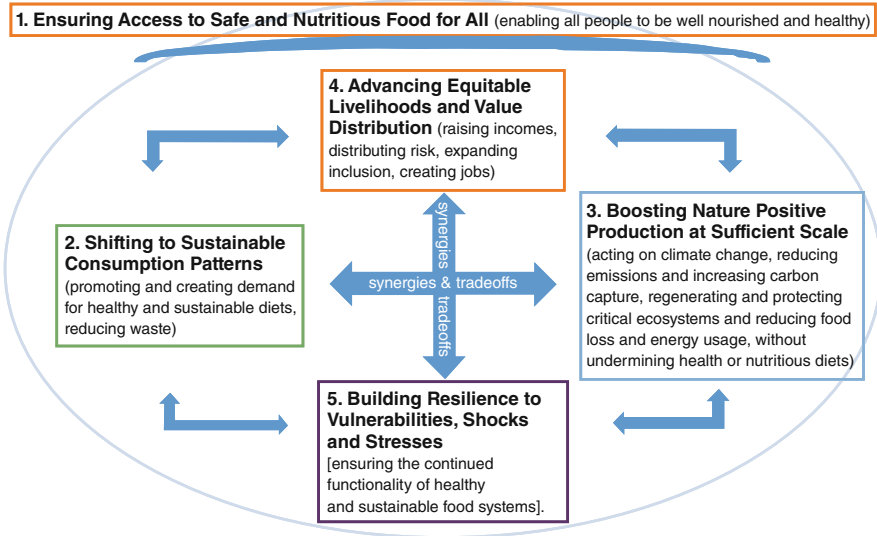 1. Ensuring Access to Safe and Nutritious Food for All (enabling all people to be well nourished and healthy)
4. Advancing Equitable
Livelihoods and Value
Distribution (raising incomes,
distributing risk, expanding
inclusion, creating jobs)
2. Shifting to Sustainable
Consumption Patterns
(promoting and creating demand
for healthy and sustainable diets,
reducing waste)
synergies
synergies & tradeoffs
tradeoffs
3. Boosting Nature Positive
Production at Sufficient Scale
(acting on climate change, reducing
emissions and increasing carbon
capture, regenerating and protecting
critical ecosystems and reducing food
loss and energy usage, without
undermining health or nutritious diets)
5. Building Resilience to
Vulnerabilities, Shocks
and Stresses
[ensuring the continued
functionality of healthy
and sustainable food systems].